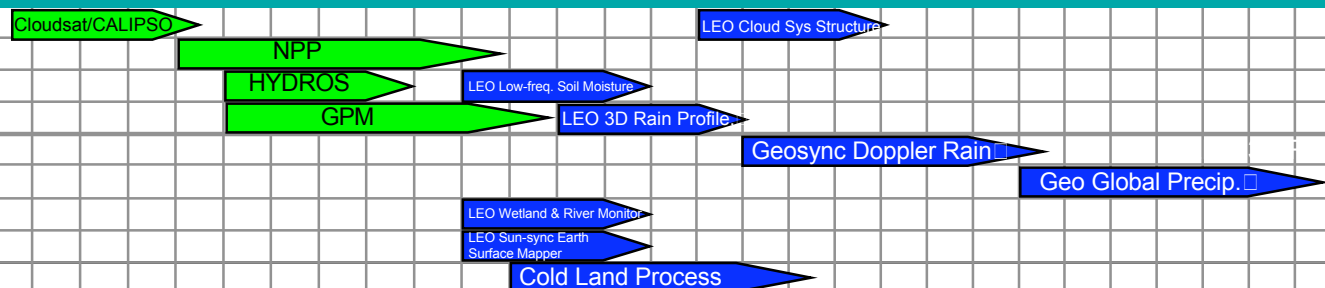 Cloudsat/CALIPSO
LEO Cloud Sys Structure
NPP
HYDROS
LEO Low-freq. Soil Moisture
GPM
LEO 3D Rain Profile
Geosync Doppler Rain
Geo Global Precip.
LEO Wetland & River Monitor
LEO Sun-sync Earth
Surface Mapper
Cold Land Process